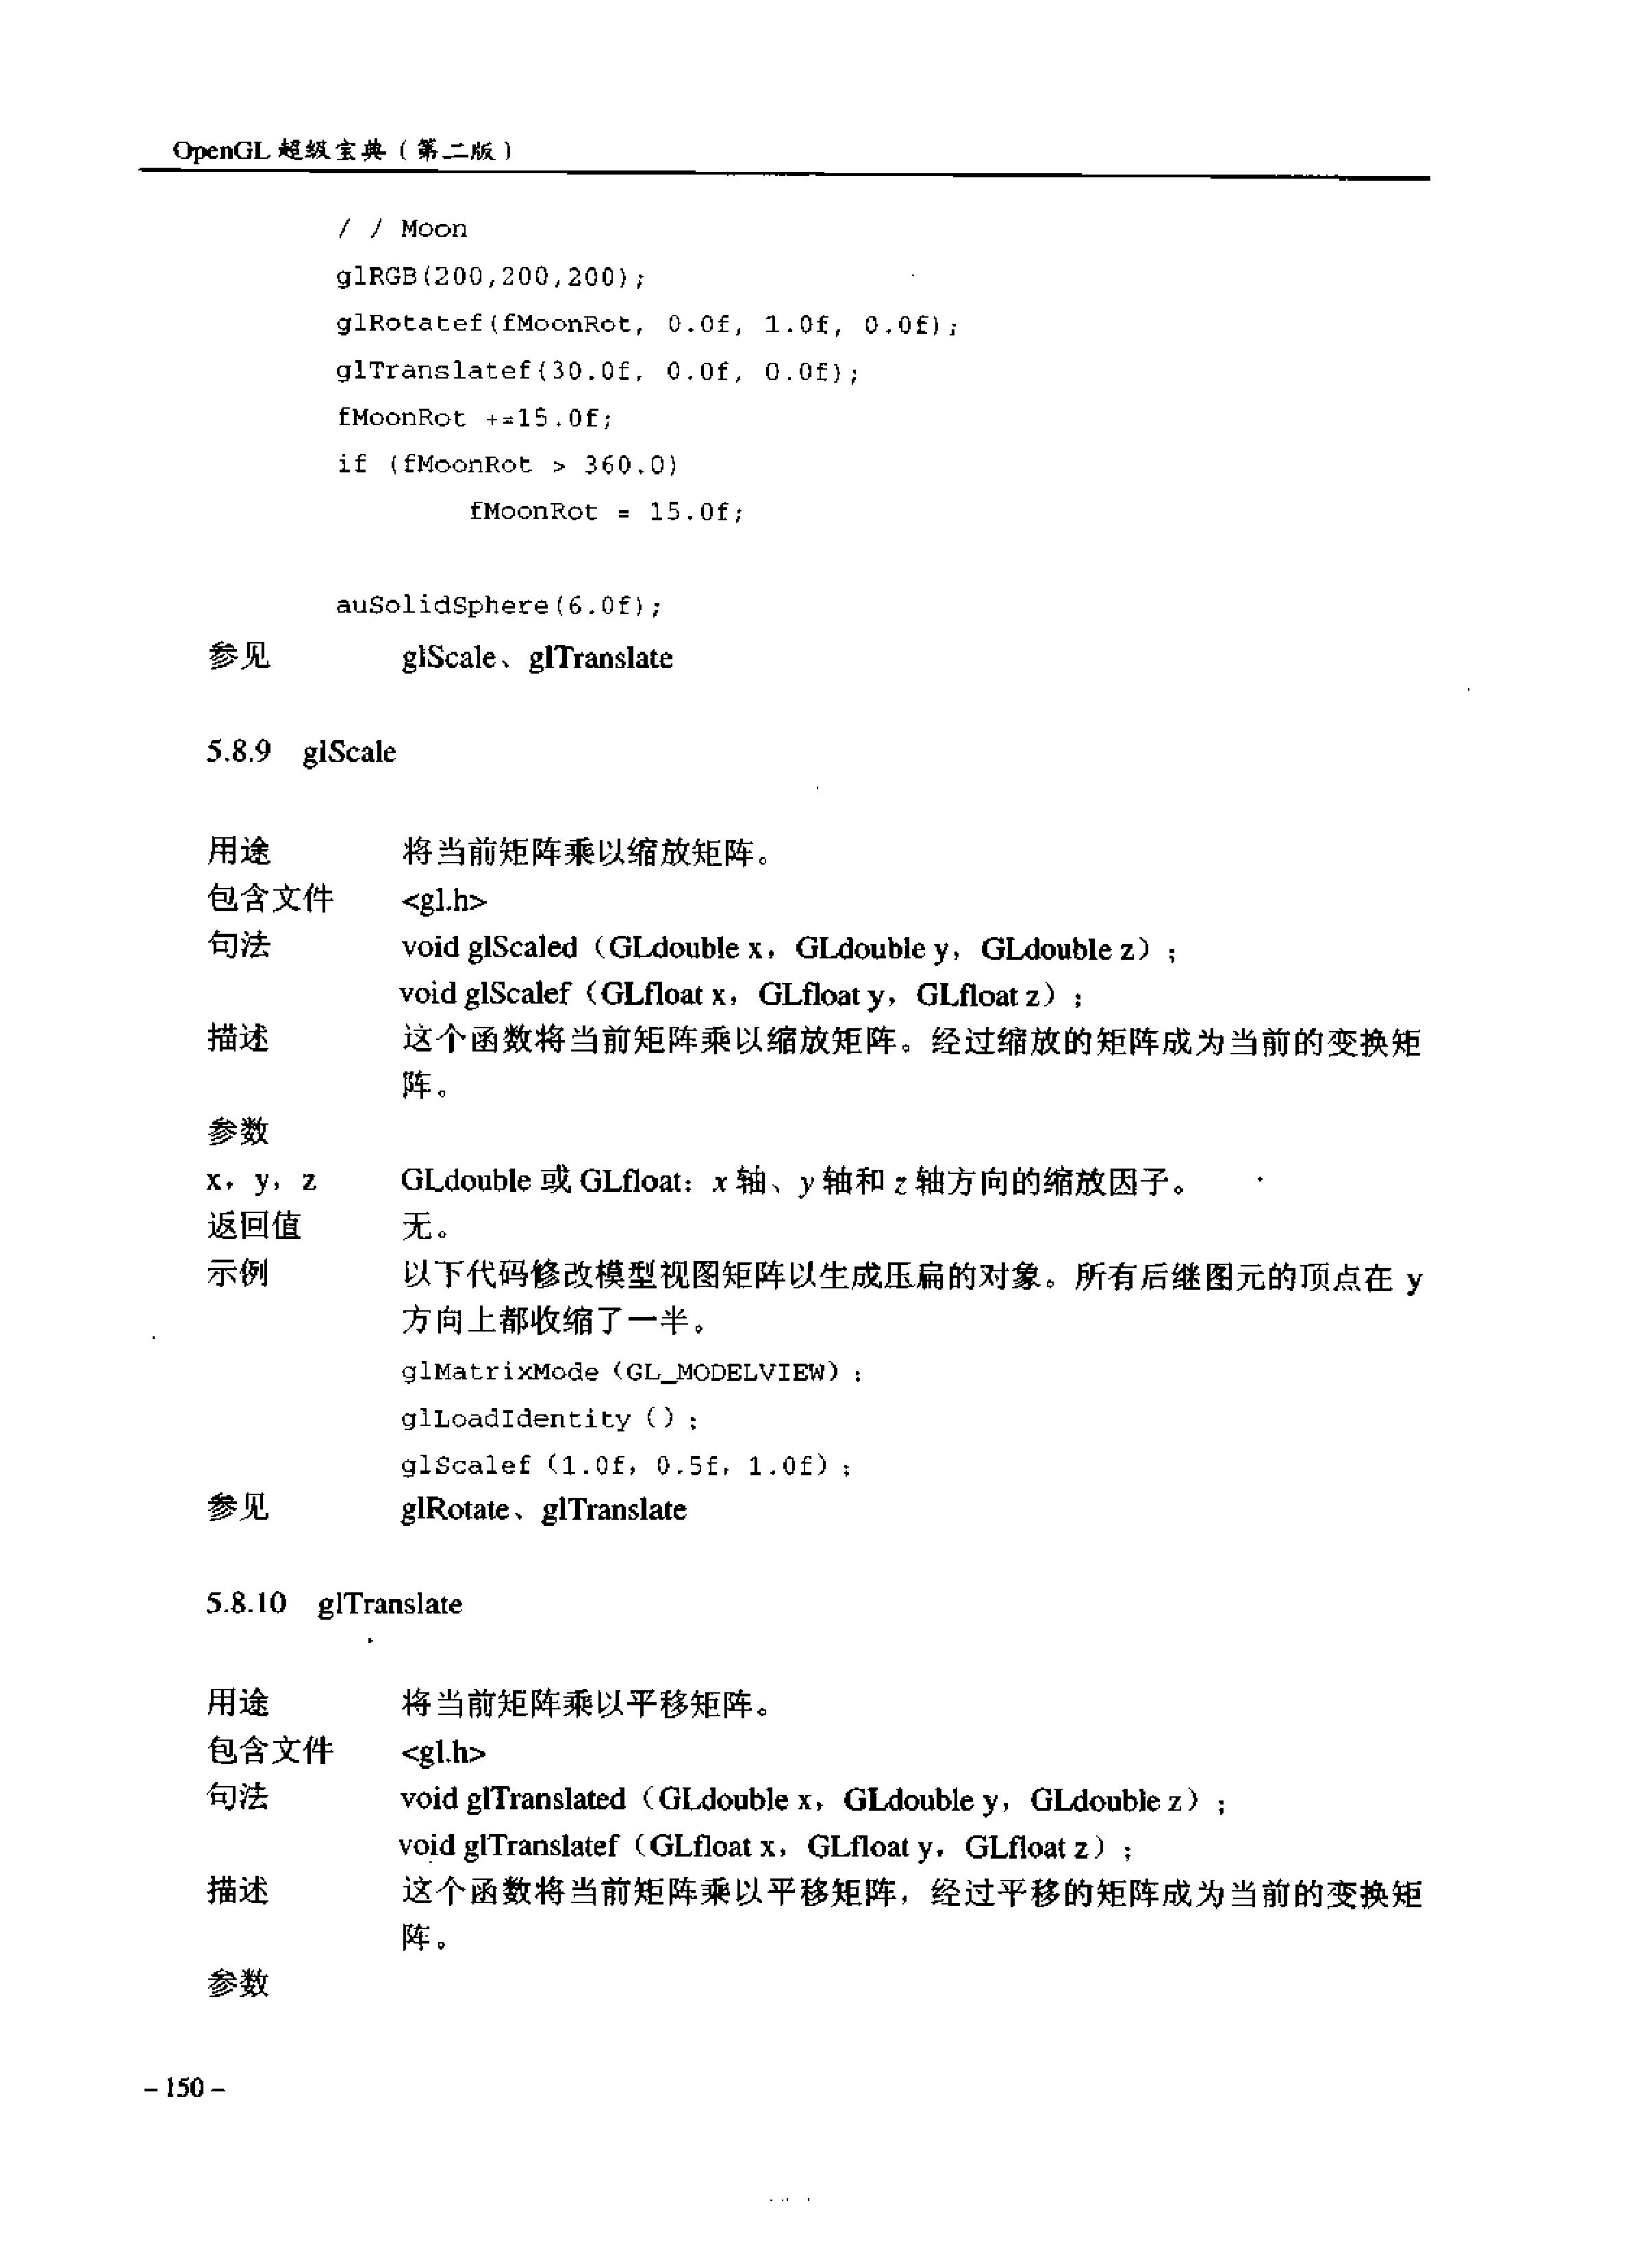 OpenGL 超级宝典（第二版）
/ / Moon
glRGB(200,200,200);
glRotatef(fMoonRot, 0.0f, 1.0f, 0.0f);
glTranslatef(30.0f, 0.0f, 0.0f);
fMoonRot +=15.0f;
if (fMoonRot > 360.0)
fMoonRot = 15.0f;
auSolidSphere(6.0f);
参见 glScale、glTranslate
5.8.9 glScale
用途 将当前矩阵乘以缩放矩阵。
包含文件 <gl.h>
句法 void glScaled（GLdouble x，GLdouble y，GLdouble z）；
void glScalef（GLfloat x，GLfloat y，GLfloat z）；
描述 这个函数将当前矩阵乘以缩放矩阵。经过缩放的矩阵成为当前的变换矩
阵。
参数
x，y，z GLdouble 或 GLfloat：x 轴、y 轴和 z 轴方向的缩放因子。
返回值 无。
示例 以下代码修改模型视图矩阵以生成压扁的对象。所有后继图元的顶点在 y
方向上都收缩了一半。
glMatrixMode（GL_MODELVIEW）；
glLoadIdentity（）；
glScalef（1.0f，0.5f，1.0f）；
参见 glRotate、glTranslate
5.8.10 glTranslate
用途 将当前矩阵乘以平移矩阵。
包含文件 <gl.h>
句法 void glTranslated（GLdouble x，GLdouble y，GLdouble z）；
void glTranslatef（GLfloat x，GLfloat y，GLfloat z）；
描述 这个函数将当前矩阵乘以平移矩阵，经过平移的矩阵成为当前的变换矩
阵。
参数
– 150 –